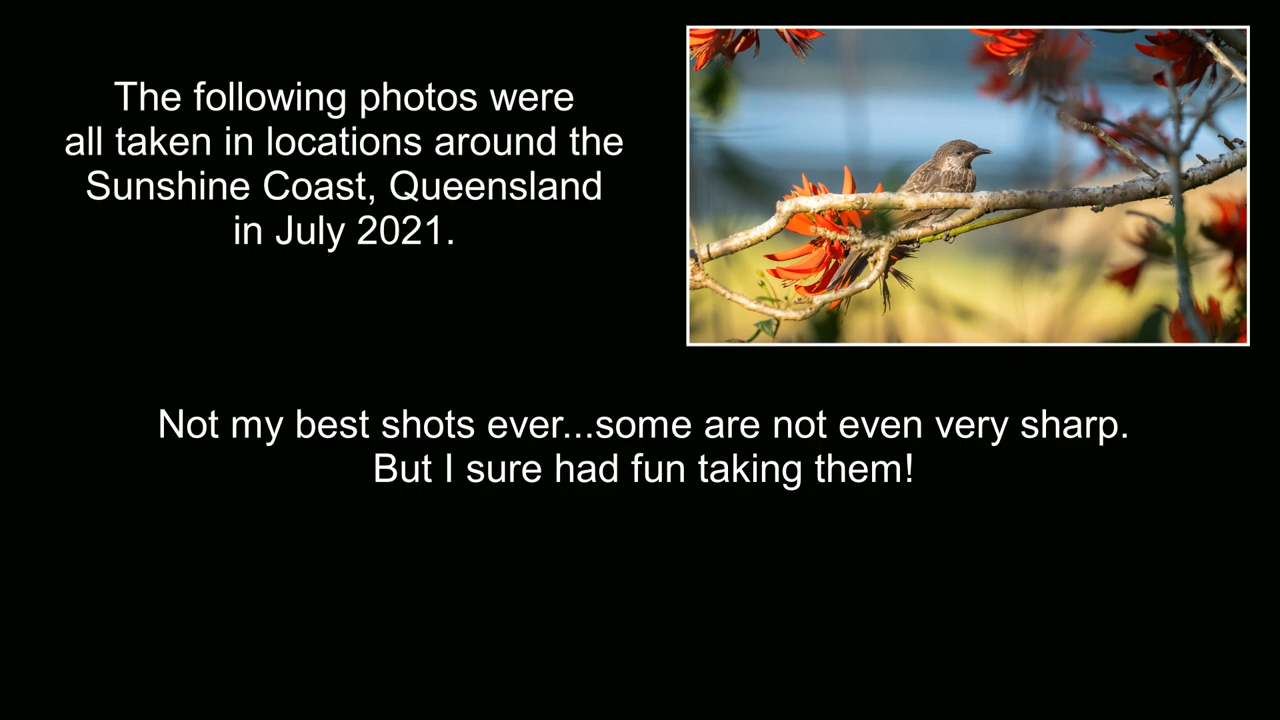 The following photos were
all taken in locations around the
Sunshine Coast, Queensland
in July 2021.
Not my best shots ever...some are not even very sharp.
But I sure had fun taking them!